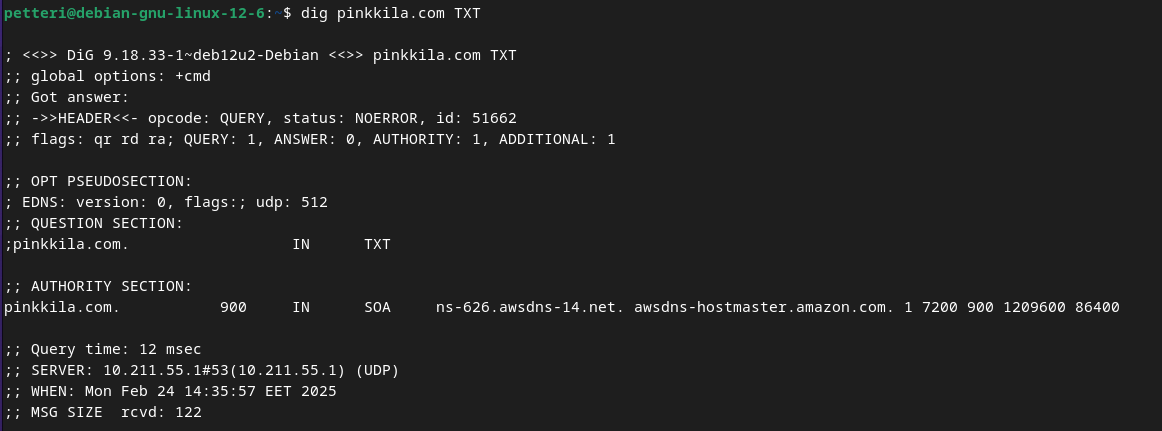 petteri@debian-gnu-linux-12-6:~$ dig pinkkila.com TXT
; <<>> DiG 9.18.33-1~deb12u2-Debian <<>> pinkkila.com TXT
;; global options: +cmd
;; Got answer:
;; ->>HEADER<<- opcode: QUERY, status: NOERROR, id: 51662
;; flags: qr rd ra; QUERY: 1, ANSWER: 0, AUTHORITY: 1, ADDITIONAL: 1
;; OPT PSEUDOSECTION:
; EDNS: version: 0, flags:; udp: 512
;; QUESTION SECTION:
;pinkkila.com. IN TXT
;; AUTHORITY SECTION:
pinkkila.com. 900 IN SOA ns-626.awsdns-14.net. awsdns-hostmaster.amazon.com. 1 7200 900 1209600 86400
;; Query time: 12 msec
;; SERVER: 10.211.55.1#53(10.211.55.1) (UDP)
;; WHEN: Mon Feb 24 14:35:57 EET 2025
;; MSG SIZE  rcvd: 122